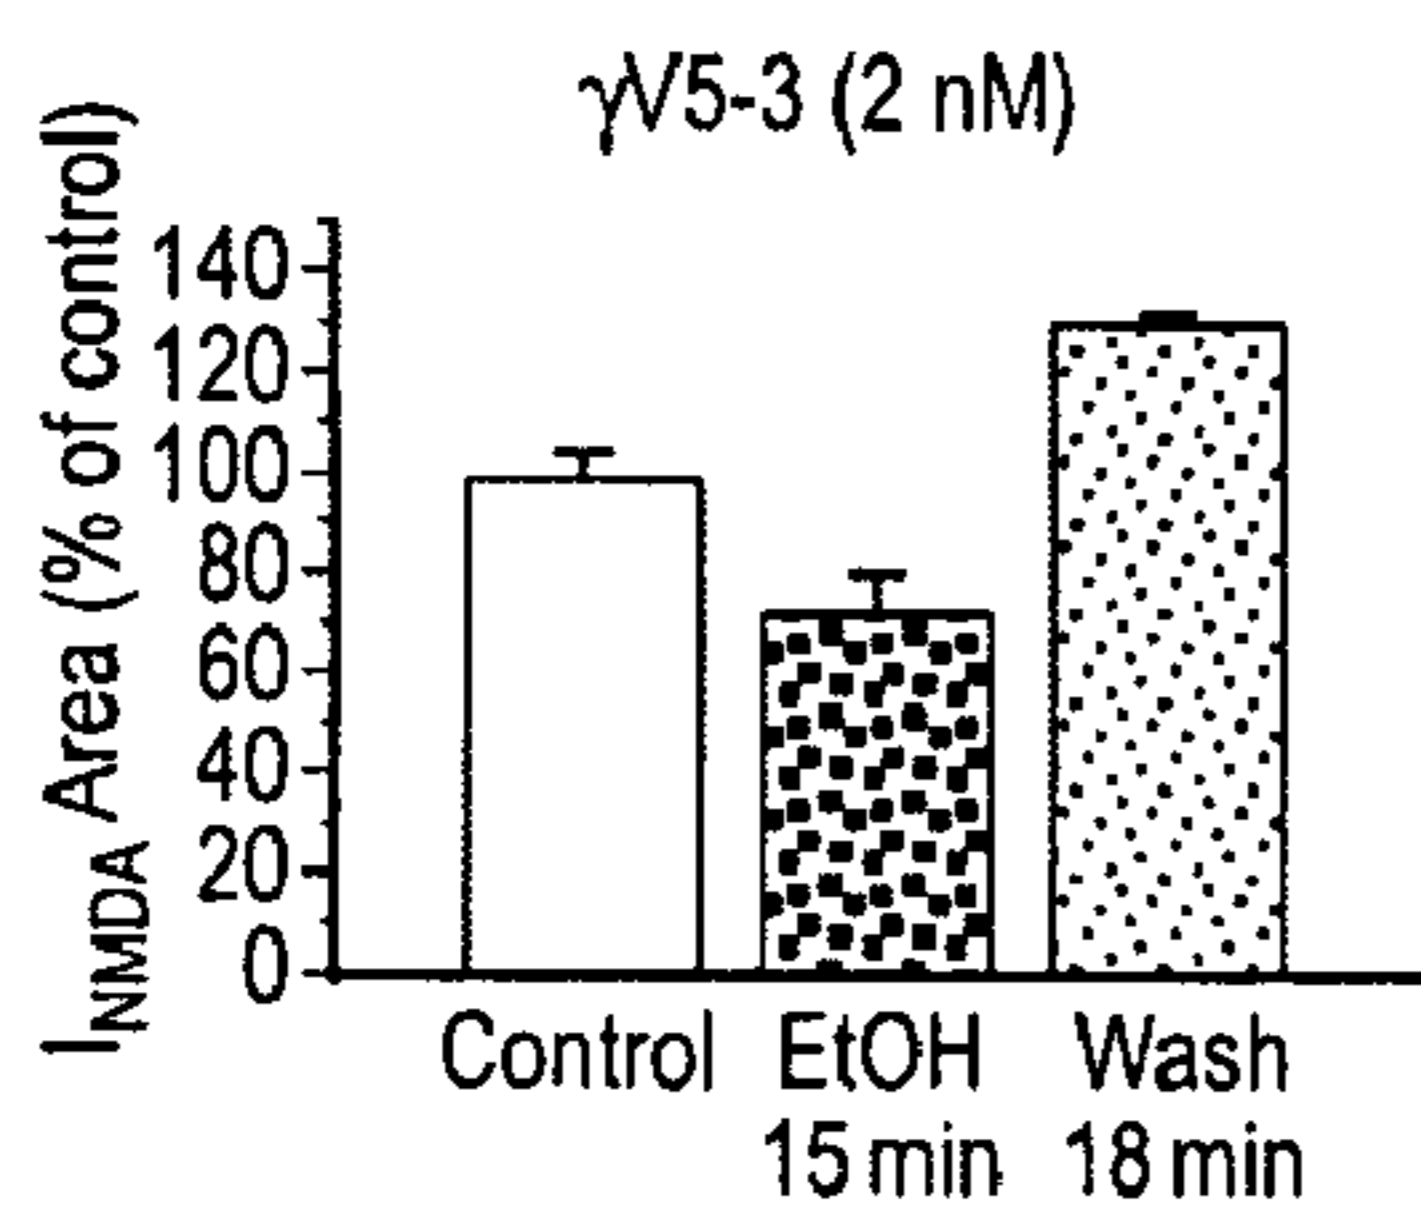 γV5-3 (2 nM)
I_NMDA Area (% of control)
140
120
100
80
60
40
20
0
Control
EtOH
15 min
Wash
18 min